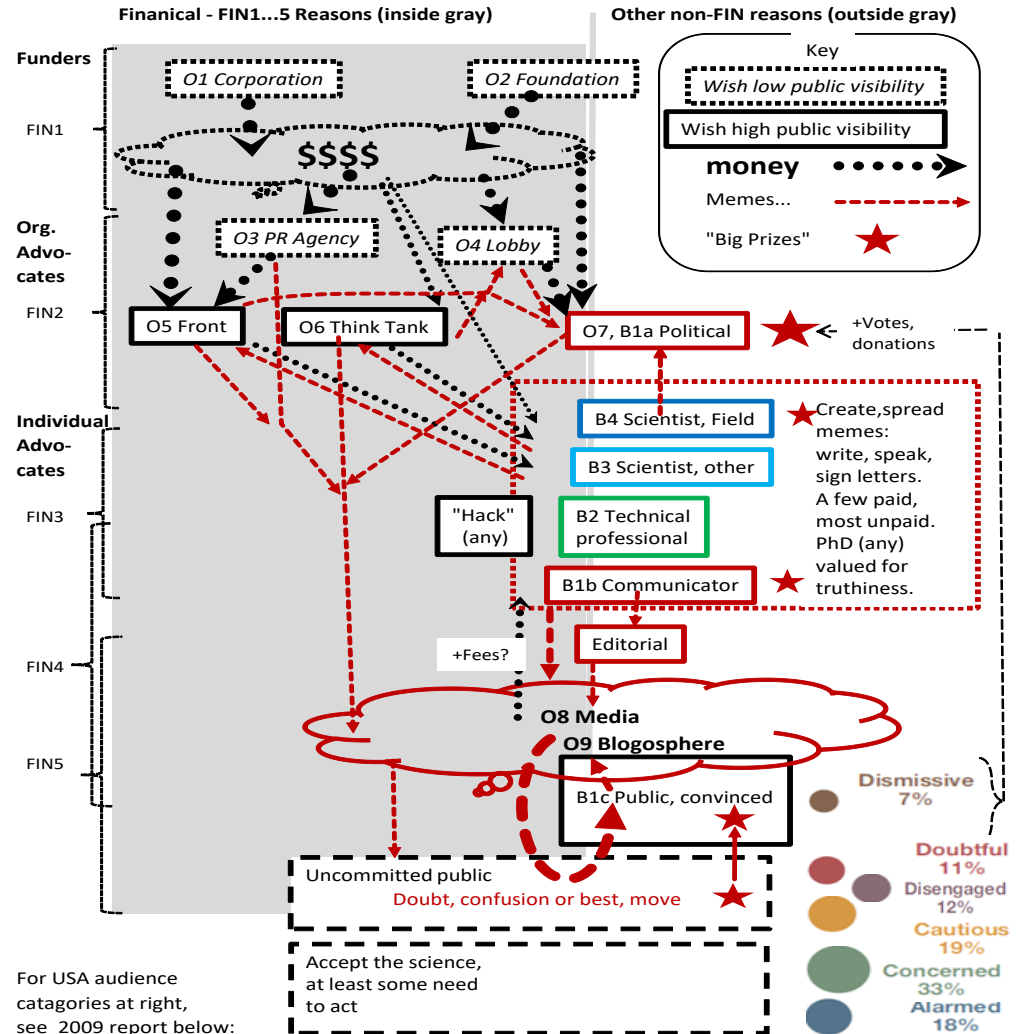 Finanical - FIN1...5 Reasons (inside gray)
Other non-FIN reasons (outside gray)
Key
Wish low public visibility
Wish high public visibility
money
Memes...
"Big Prizes"
Funders
O1 Corporation
O2 Foundation
FIN1
$$$$
Org.
Advo-
cates
O3 PR Agency
O4 Lobby
FIN2
O5 Front
O6 Think Tank
O7, B1a Political
+Votes,
donations
Individual
Advo-
cates
B4 Scientist, Field
B3 Scientist, other
Create,spread
memes:
write, speak,
sign letters.
A few paid,
most unpaid.
PhD (any)
valued for
truthiness.
FIN3
"Hack"
(any)
B2 Technical
professional
B1b Communicator
Editorial
+Fees?
FIN4
O8 Media
O9 Blogosphere
FIN5
B1c Public, convinced
Dismissive
7%
Doubtful
11%
Disengaged
12%
Cautious
19%
Concerned
33%
Alarmed
18%
Uncommitted public
Doubt, confusion or best, move
Accept the science,
at least some need
to act
For USA audience
catagories at right,
see 2009 report below: